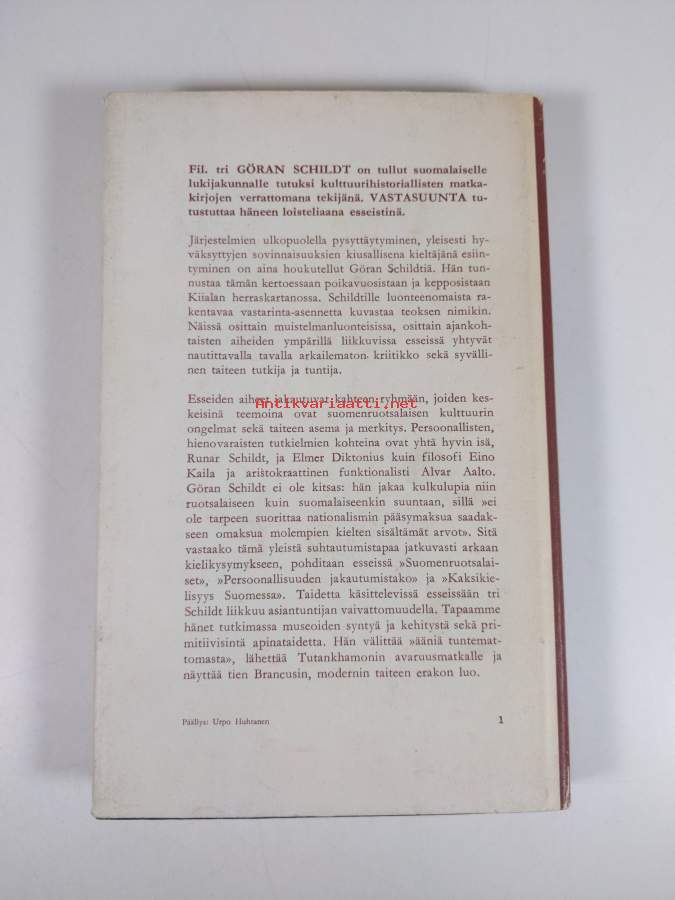 Fil. tri GÖRAN SCHILDT on tullut suomalaiselle
lukijakunnalle tutuksi kulttuurihistoriallisten matka-
kirjojen verrattomana tekijänä. VASTASUUNTA tu-
tustuttaa häneen loisteliaana esseistinä.
Järjestelmien ulkopuolella pysyttäytyminen, yleisesti hy-
väksyttyjen sovinnaisuuksien kiusallisena kieltäjänä esiin-
tyminen on aina houkutellut Göran Schildtiä. Hän tun-
nustaa tämän kertoessaan poikavuosistaan ja kepposistaan
Kiialan herraskartanossa. Schildtille luonteenomaista ra-
kentavaa vastarinta-asennetta kuvastaa teoksen nimikin.
Näissä osittain muistelmanluonteisissa, osittain ajankoh-
taisten aiheiden ympärillä liikkuvissa esseissä yhtyvät
nautittavalla tavalla arkailematon kriitikko sekä syvälli-
nen taiteen tutkija ja tuntija.
Esseiden aiheet jakautuvat kahteen ryhmään, joiden kes-
Antikvariaatti.net
keisinä teemoina ovat suomenruotsalaisen kulttuurin
ongelmat sekä taiteen asema ja merkitys. Persoonallisten,
hienovaraisten tutkielmien kohteina ovat yhtä hyvin isä,
Runar Schildt, ja Elmer Diktonius kuin filosofi Eino
Kaila ja aristokraattinen funktionalisti Alvar Aalto.
Göran Schildt ei ole kitsas: hän jakaa kulkulupia niin
ruotsalaiseen kuin suomalaiseenkin suuntaan, sillä »ei
ole tarpeen suorittaa nationalismin pääsymaksua saadak-
seen omaksua molempien kielten sisältämät arvot». Sitä
vastaako tämä yleistä suhtautumistapaa jatkuvasti arkaan
kielikysymykseen, pohditaan esseissä »Suomenruotsalai-
set», »Persoonallisuuden jakautumistako» ja »Kaksikie-
lisyys Suomessa». Taidetta käsittelevissä esseissään tri
Schildt liikkuu asiantuntijan vaivattomuudella. Tapaamme
hänet tutkimassa museoiden syntyä ja kehitystä sekä pri-
mitiivisintä apinataidetta. Hän välittää »ääniä tuntemat-
tomasta», lähettää Tutankhamonin avaruusmatkalle ja
näyttää tien Brancusin, modernin taiteen erakon luo.
Päällys: Urpo Huhtanen
1